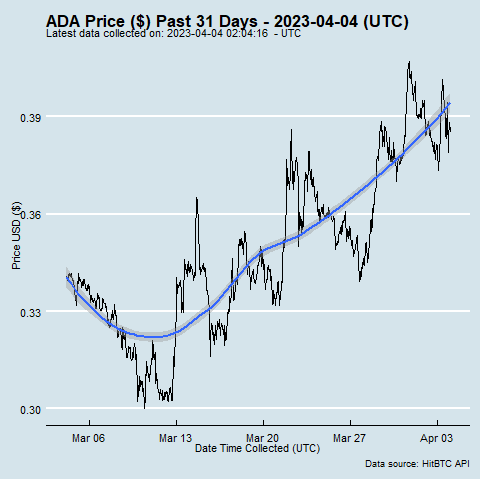 ADA Price ($) Past 31 Days - 2023-04-04 (UTC)
Latest data collected on: 2023-04-04 02:04:16 - UTC
0.39
0.36
0.33
0.30
Price USD ($)
Mar 06 Mar 13 Mar 20 Mar 27 Apr 03
Date Time Collected (UTC)
Data source: HitBTC API